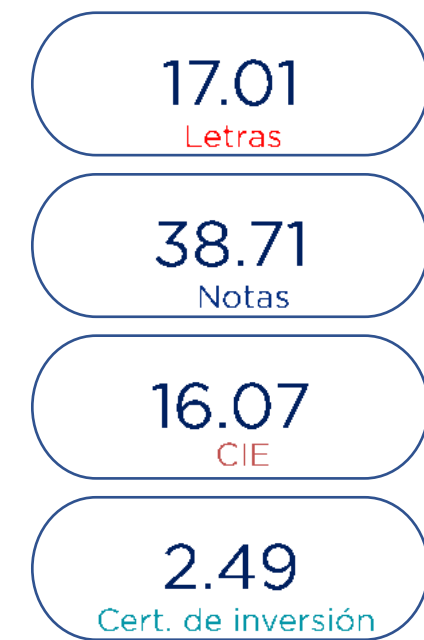 17.01
Letras
38.71
Notas
16.07
CIE
2.49
Cert. de inversión